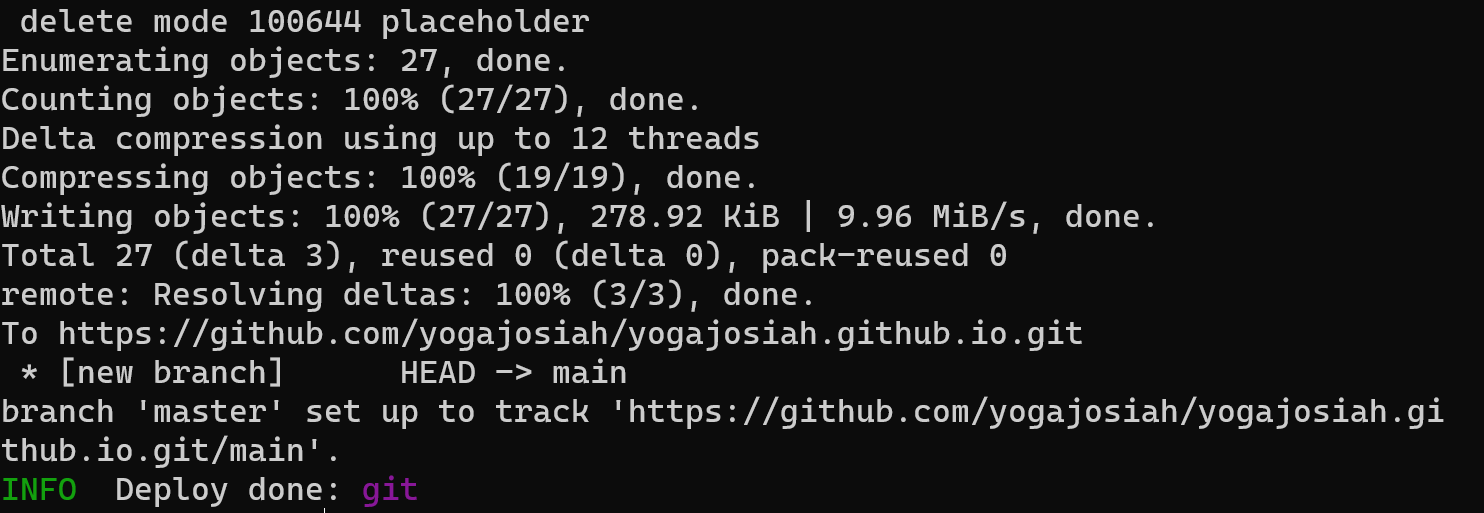 delete mode 100644 placeholder
Enumerating objects: 27, done.
Counting objects: 100% (27/27), done.
Delta compression using up to 12 threads
Compressing objects: 100% (19/19), done.
Writing objects: 100% (27/27), 278.92 KiB | 9.96 MiB/s, done.
Total 27 (delta 3), reused 0 (delta 0), pack-reused 0
remote: Resolving deltas: 100% (3/3), done.
To https://github.com/yogajosiah/yogajosiah.github.io.git
 * [new branch]      HEAD -> main
branch 'master' set up to track 'https://github.com/yogajosiah/yogajosiah.gi
thub.io.git/main'.
INFO  Deploy done: git